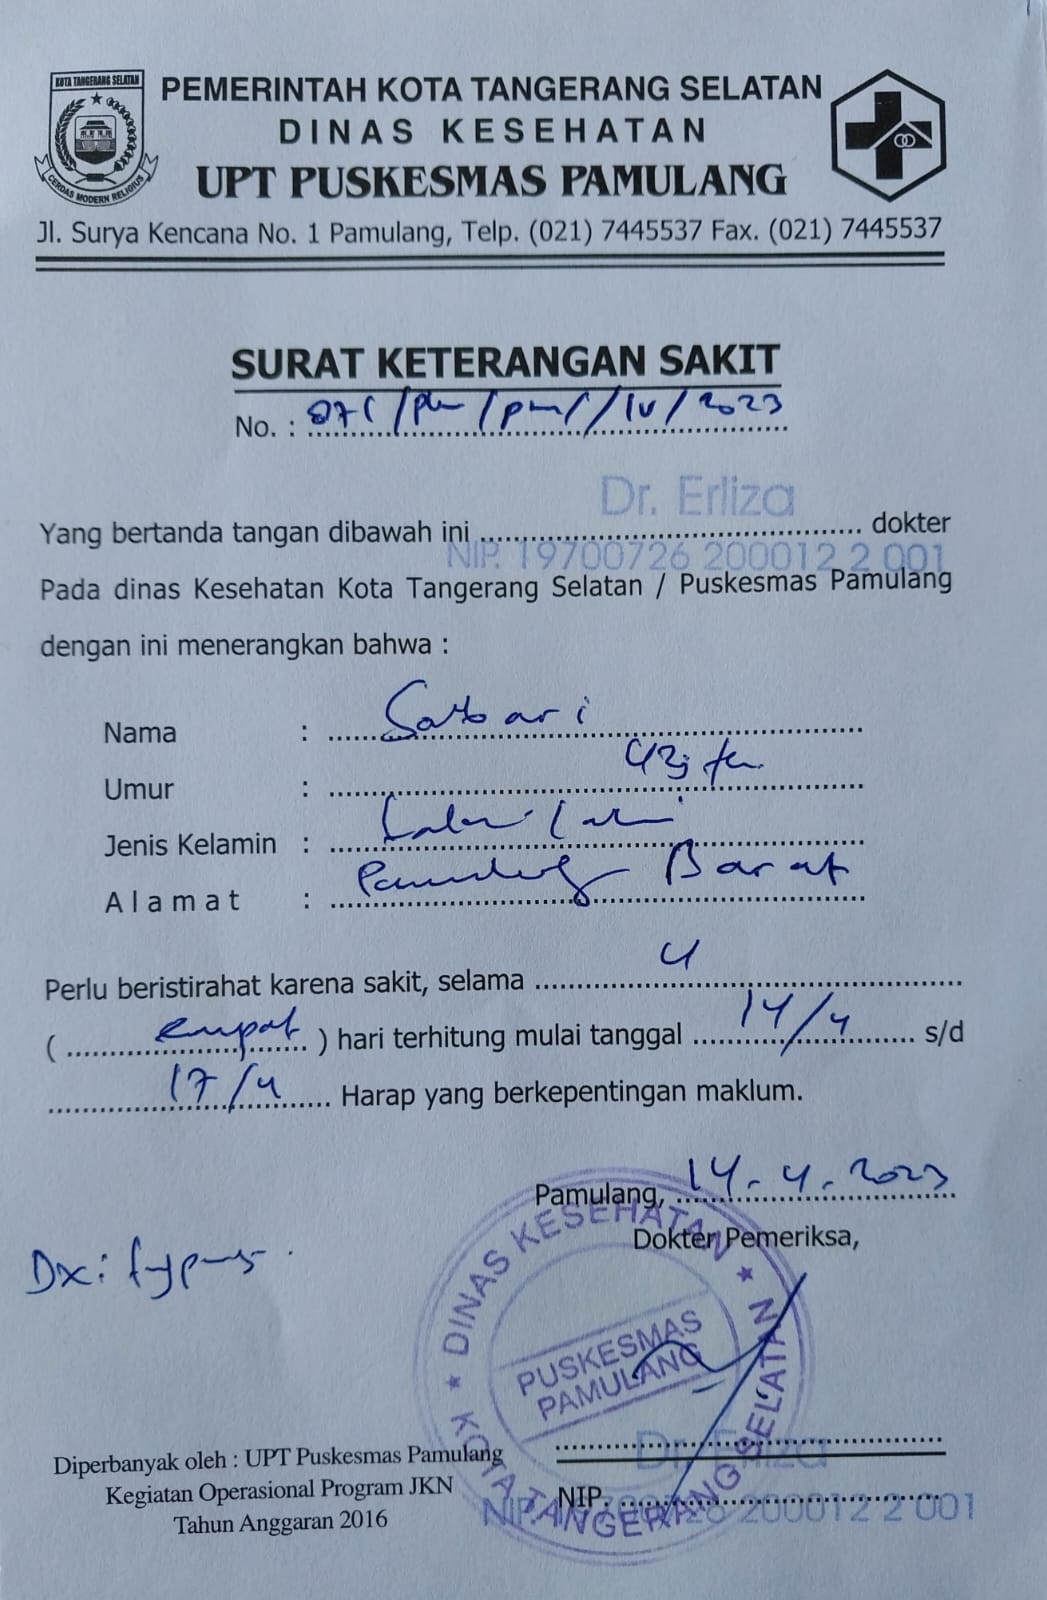 KOTA TANGERANG SELATAN
CERDAS MODERN RELIGIUS
PEMERINTAH KOTA TANGERANG SELATAN
DINAS KESEHATAN
UPT PUSKESMAS PAMULANG
Jl. Surya Kencana No. 1 Pamulang, Telp. (021) 7445537 Fax. (021) 7445537
SURAT KETERANGAN SAKIT
No. : /IV/2023
Dr. Erliza
Yang bertanda tangan dibawah ini dokter
NIP. 19700726 200012 2 001
Pada dinas Kesehatan Kota Tangerang Selatan / Puskesmas Pamulang
dengan ini menerangkan bahwa :
Nama :
Umur :
Jenis Kelamin : Laki-laki
Alamat : Pamulang Barat
Perlu beristirahat karena sakit, selama 4
( empat ) hari terhitung mulai tanggal 14/4 s/d
17/4 Harap yang berkepentingan maklum.
Pamulang, 14-4-2023
Dokter Pemeriksa,
Dx: typus
DINAS KESEHATAN
PUSKESMAS
PAMULANG
KOTA TANGERANG SELATAN
Dr. Erliza
NIP.
NIP. 19700726 200012 2 001
Diperbanyak oleh : UPT Puskesmas Pamulang
Kegiatan Operasional Program JKN
Tahun Anggaran 2016